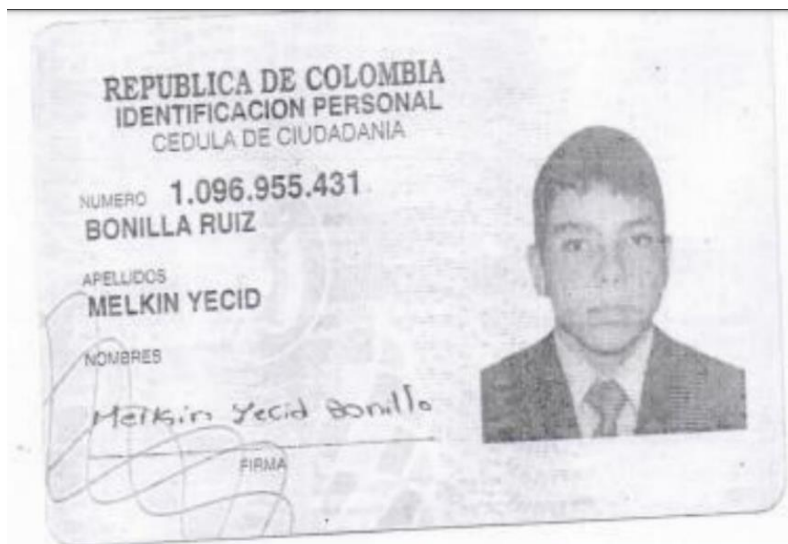 REPUBLICA DE COLOMBIA
IDENTIFICACION PERSONAL
CEDULA DE CIUDADANIA
NUMERO 1.096.955.431
BONILLA RUIZ
APELLIDOS
MELKIN YECID
NOMBRES
Melkin Yecid Bonilla
FIRMA